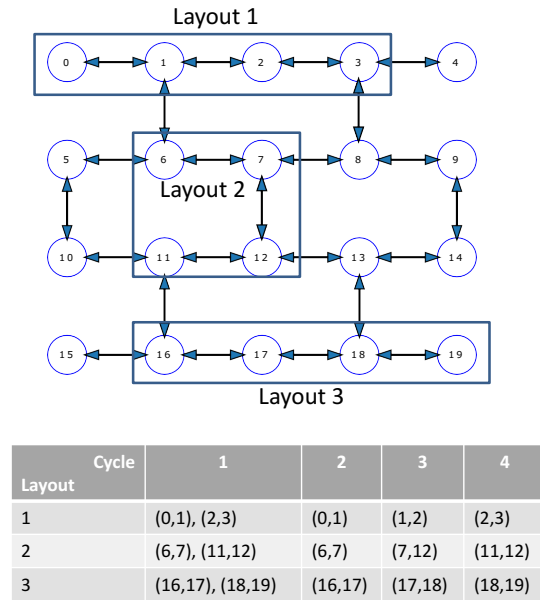 Layout 1
0 1 2 3 4
5 6 7 8 9
Layout 2
10 11 12 13 14
15 16 17 18 19
Layout 3
Cycle 1 2 3 4
Layout
1 (0,1), (2,3) (0,1) (1,2) (2,3)
2 (6,7), (11,12) (6,7) (7,12) (11,12)
3 (16,17), (18,19) (16,17) (17,18) (18,19)